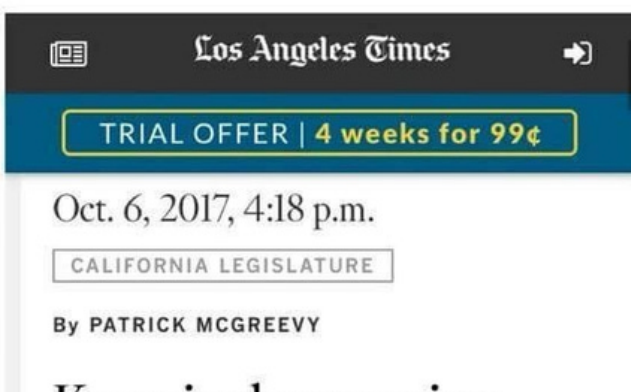 Los Angeles Times
TRIAL OFFER | 4 weeks for 99¢
Oct. 6, 2017, 4:18 p.m.
CALIFORNIA LEGISLATURE
By PATRICK MCGREEVY